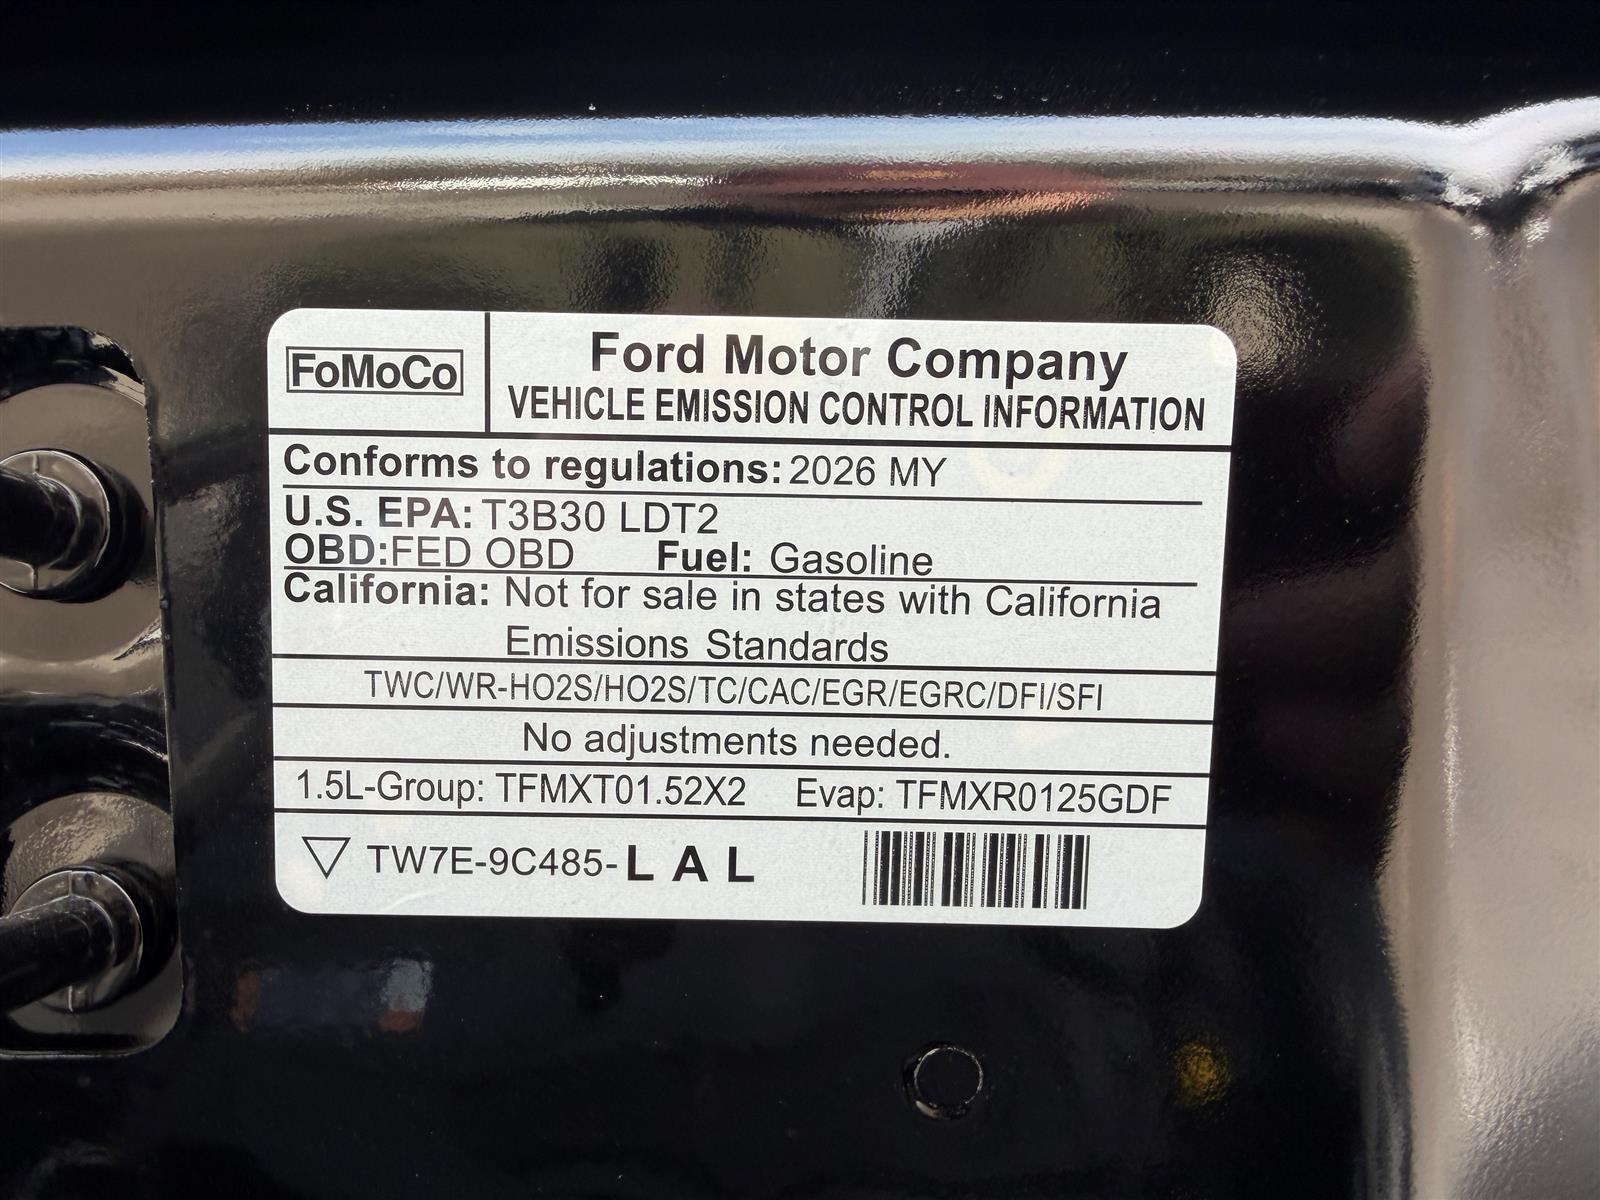 FoMoCo
Ford Motor Company
VEHICLE EMISSION CONTROL INFORMATION
Conforms to regulations: 2026 MY
U.S. EPA: T3B30 LDT2
OBD:FED OBD Fuel: Gasoline
California: Not for sale in states with California
Emissions Standards
TWC/WR-HO2S/HO2S/TC/CAC/EGR/EGRC/DFI/SFI
No adjustments needed.
1.5L-Group: TFMXT01.52X2 Evap: TFMXR0125GDF
TW7E-9C485-L A L